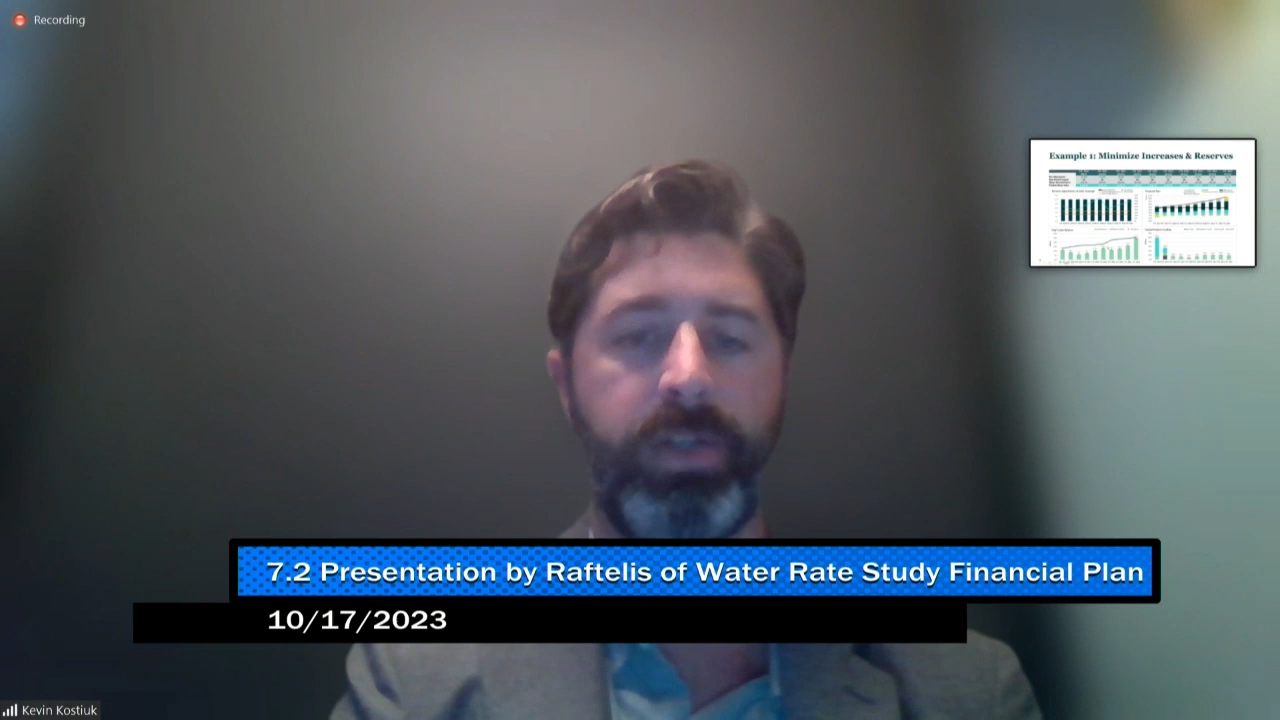 Recording
Example 1: Minimize Increases & Reserves
7.2 Presentation by Raftelis of Water Rate Study Financial Plan
10/17/2023
Kevin Kostiuk